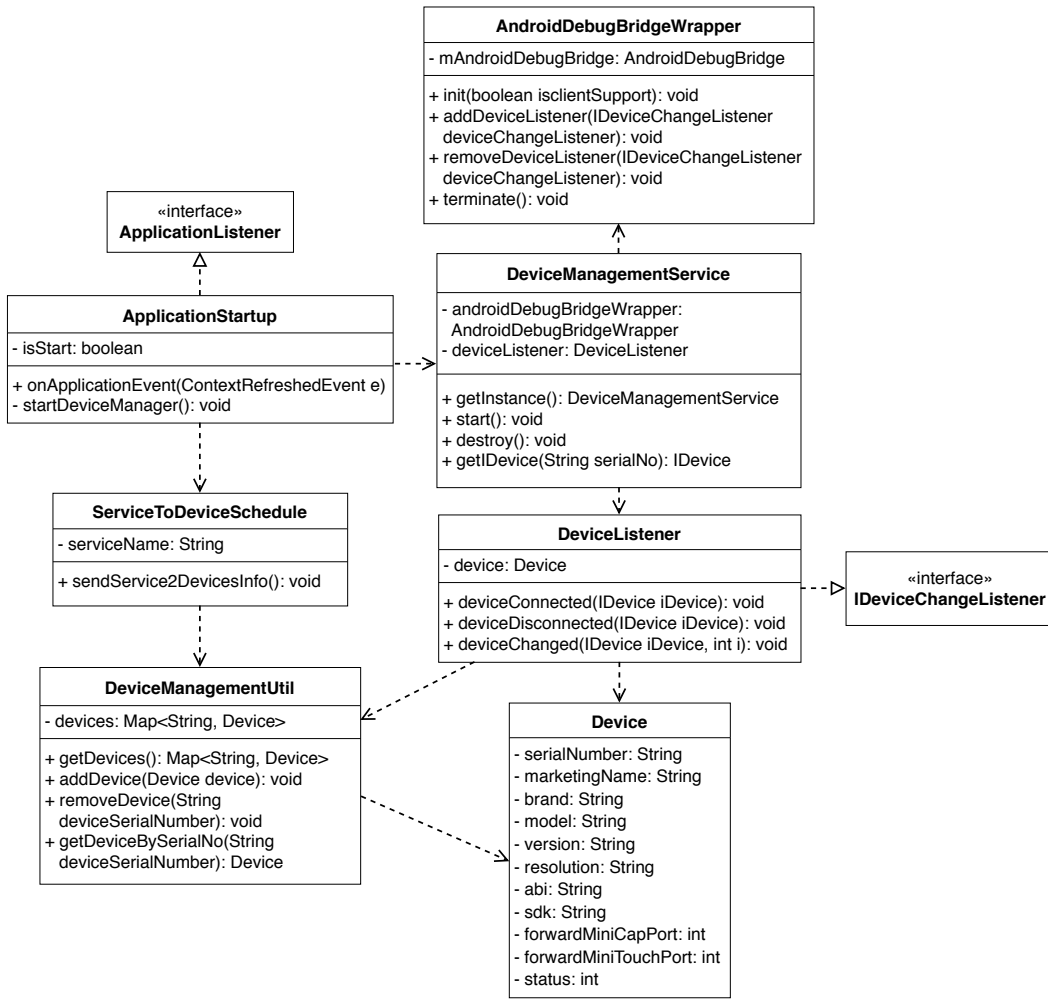 AndroidDebugBridgeWrapper
- mAndroidDebugBridge: AndroidDebugBridge
+ init(boolean isclientSupport): void
+ addDeviceListener(IDeviceChangeListener
deviceChangeListener): void
+ removeDeviceListener(IDeviceChangeListener
deviceChangeListener): void
+ terminate(): void
«interface»
ApplicationListener
ApplicationStartup
- isStart: boolean
+ onApplicationEvent(ContextRefreshedEvent e)
- startDeviceManager(): void
DeviceManagementService
- androidDebugBridgeWrapper:
AndroidDebugBridgeWrapper
- deviceListener: DeviceListener
+ getInstance(): DeviceManagementService
+ start(): void
+ destroy(): void
+ getIDevice(String serialNo): IDevice
ServiceToDeviceSchedule
- serviceName: String
+ sendService2DevicesInfo(): void
DeviceListener
- device: Device
+ deviceConnected(IDevice iDevice): void
+ deviceDisconnected(IDevice iDevice): void
+ deviceChanged(IDevice iDevice, int i): void
«interface»
IDeviceChangeListener
DeviceManagementUtil
- devices: Map<String, Device>
+ getDevices(): Map<String, Device>
+ addDevice(Device device): void
+ removeDevice(String
deviceSerialNumber): void
+ getDeviceBySerialNo(String
deviceSerialNumber): Device
Device
- serialNumber: String
- marketingName: String
- brand: String
- model: String
- version: String
- resolution: String
- abi: String
- sdk: String
- forwardMiniCapPort: int
- forwardMiniTouchPort: int
- status: int